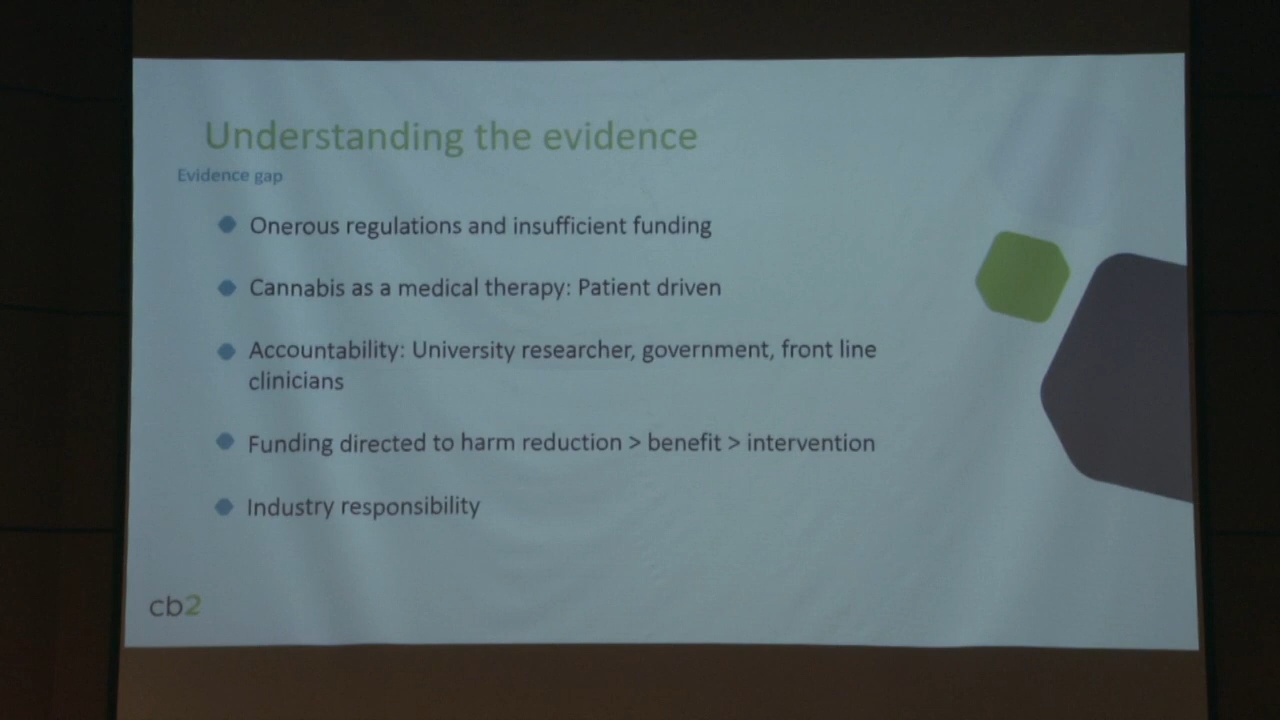 Understanding the evidence
Evidence gap
Onerous regulations and insufficient funding
Cannabis as a medical therapy: Patient driven
Accountability: University researcher, government, front line
clinicians
Funding directed to harm reduction > benefit > intervention
Industry responsibility
cb2